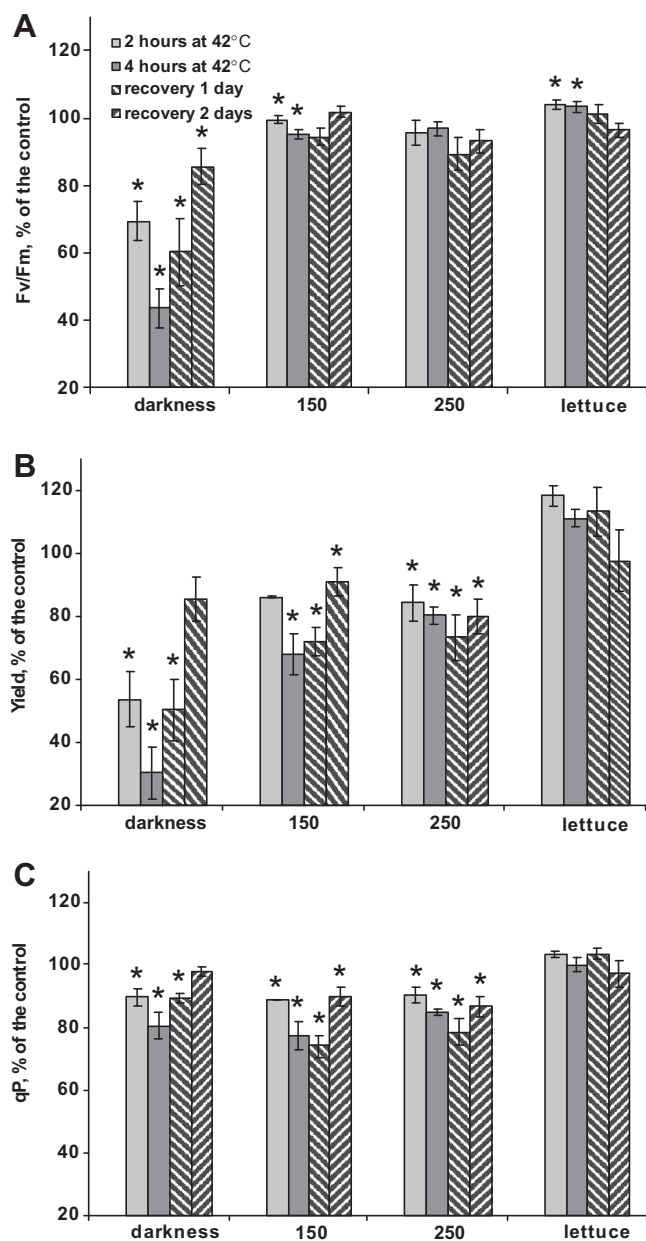 A
2 hours at 42°C
4 hours at 42°C
recovery 1 day
recovery 2 days
Fv/Fm, % of the control
120
100
80
60
40
20
* * * *
* *
* *
darkness 150 250 lettuce
B
Yield, % of the control
120
100
80
60
40
20
* * *
* * *
* * * *
darkness 150 250 lettuce
C
qP, % of the control
120
100
80
60
40
20
* * *
* * * *
* * * *
darkness 150 250 lettuce